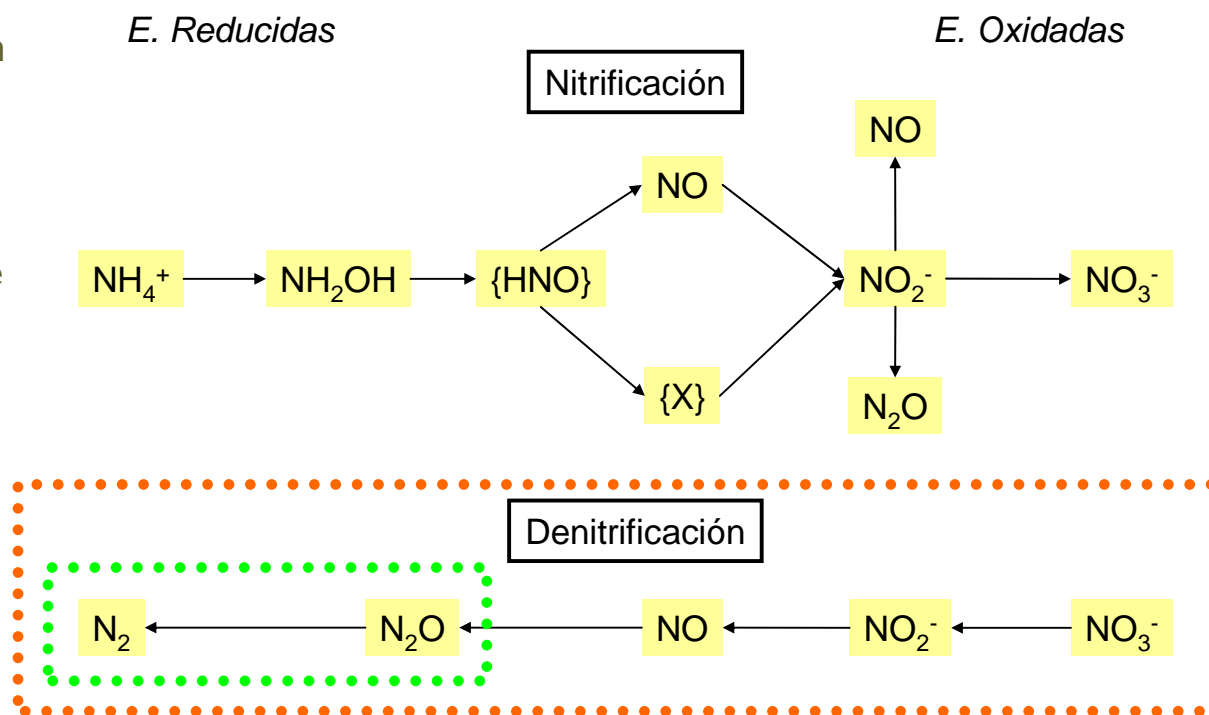 E. Reducidas E. Oxidadas
Nitrificación
NO
NO
NH₄⁺ NH₂OH {HNO} NO₂⁻ NO₃⁻
{X}
N₂O
Denitrificación
N₂ N₂O NO NO₂⁻ NO₃⁻